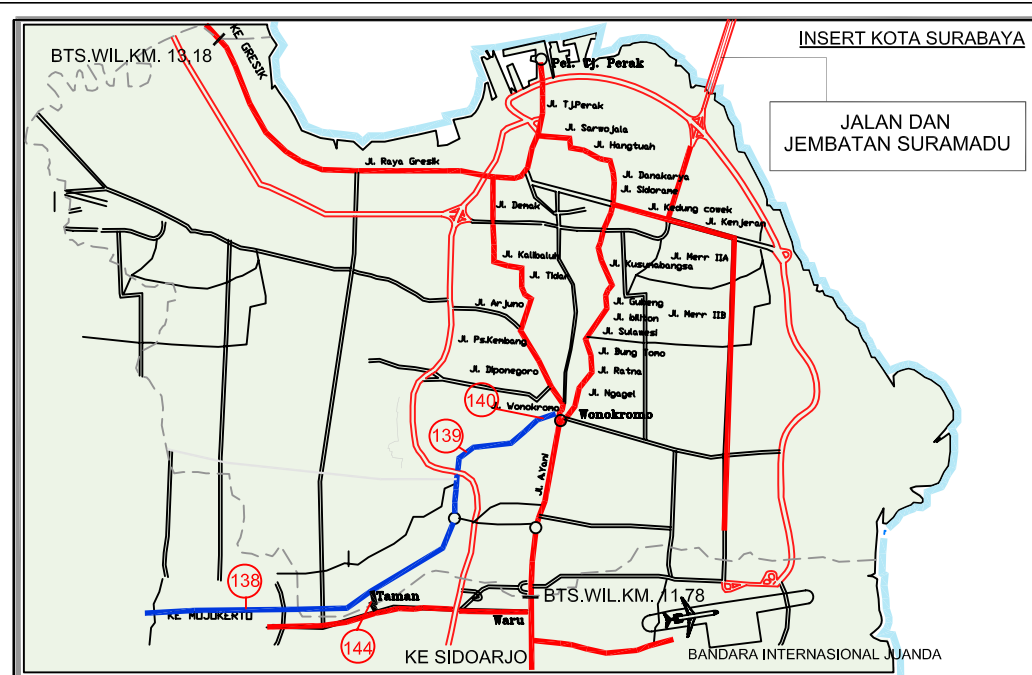 INSERT KOTA SURABAYA
BTS.WIL.KM. 13,18
KE GRESIK
Pel. Tj. Perak
JALAN DAN
JEMBATAN SURAMADU
Jl. Tj.Perak
Jl. Sarwojala
Jl. Hangtuah
Jl. Raya Gresik
Jl. Danakarya
Jl. Sidorame
Jl. Demak
Jl. Kedung cowek
Jl. Kenjeran
Jl. Kalibutuh
Jl. Merr IIA
Jl. Kusumabangsa
Jl. Tidar
Jl. Arjuno
Jl. Gubeng
Jl. Merr IIB
Jl. biliton
Jl. Sulawesi
Jl. Ps.Kembang
Jl. Bung Tomo
Jl. Diponegoro
Jl. Ratna
Jl. Ngagel
140
Jl. Wonokromo
Wonokromo
139
Jl. A.Yani
138
Taman
BTS.WIL.KM. 11,78
KE MOJOKERTO
Waru
144
KE SIDOARJO
BANDARA INTERNASIONAL JUANDA